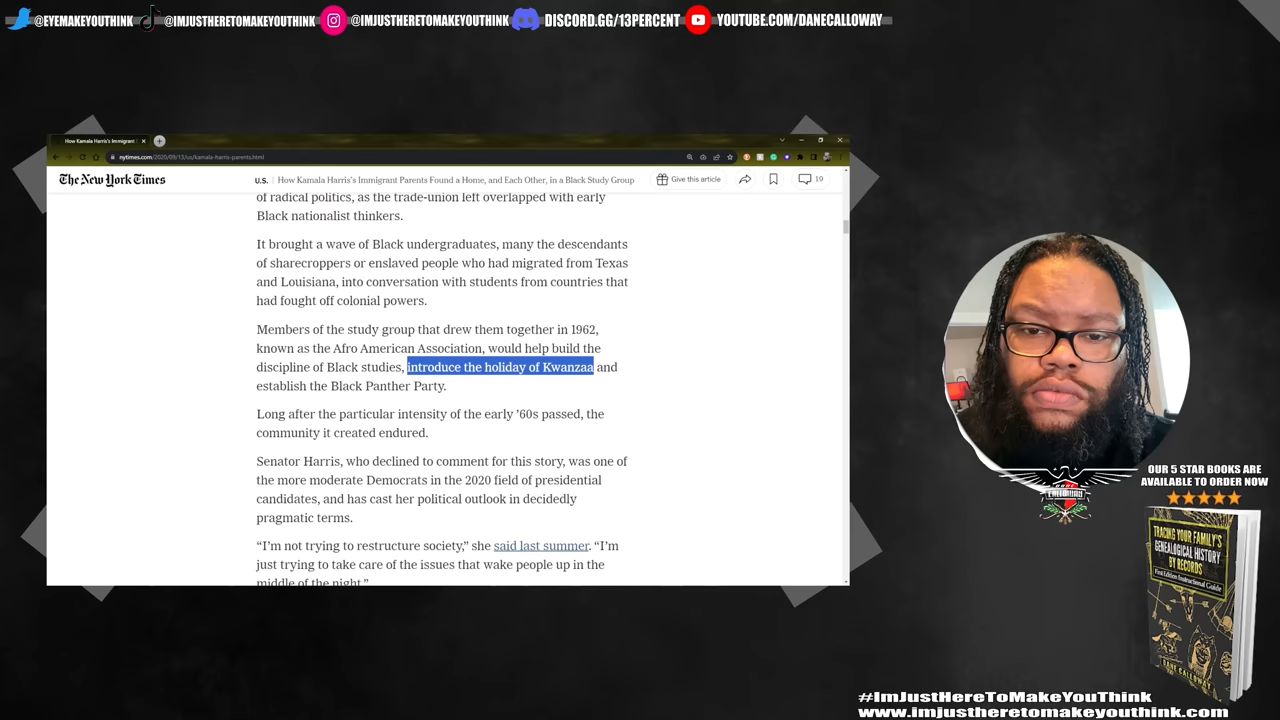 @EYEMAKEYOUTHINK @IMJUSTHERETOMAKEYOUTHINK @IMJUSTHERETOMAKEYOUTHINK DISCORD.GG/13PERCENT YOUTUBE.COM/DANECALLOWAY
How Kamala Harris's Immigrant
nytimes.com/2020/09/13/us/kamala-harris-parents.html
The New York Times
U.S. | How Kamala Harris's Immigrant Parents Found a Home, and Each Other, in a Black Study Group
Give this article
19
of radical politics, as the trade-union left overlapped with early
Black nationalist thinkers.
It brought a wave of Black undergraduates, many the descendants
of sharecroppers or enslaved people who had migrated from Texas
and Louisiana, into conversation with students from countries that
had fought off colonial powers.
Members of the study group that drew them together in 1962,
known as the Afro American Association, would help build the
discipline of Black studies, introduce the holiday of Kwanzaa and
establish the Black Panther Party.
Long after the particular intensity of the early ’60s passed, the
community it created endured.
Senator Harris, who declined to comment for this story, was one of
the more moderate Democrats in the 2020 field of presidential
candidates, and has cast her political outlook in decidedly
pragmatic terms.
“I’m not trying to restructure society,” she said last summer. “I’m
just trying to take care of the issues that wake people up in the
middle of the night.”
OUR 5 STAR BOOKS ARE
AVAILABLE TO ORDER NOW
TRACING YOUR FAMILY'S
GENEALOGICAL HISTORY
BY RECORDS
First Edition Instructional Guide
DANE CALLOWAY
#ImJustHereToMakeYouThink
www.imjustheretomakeyouthink.com